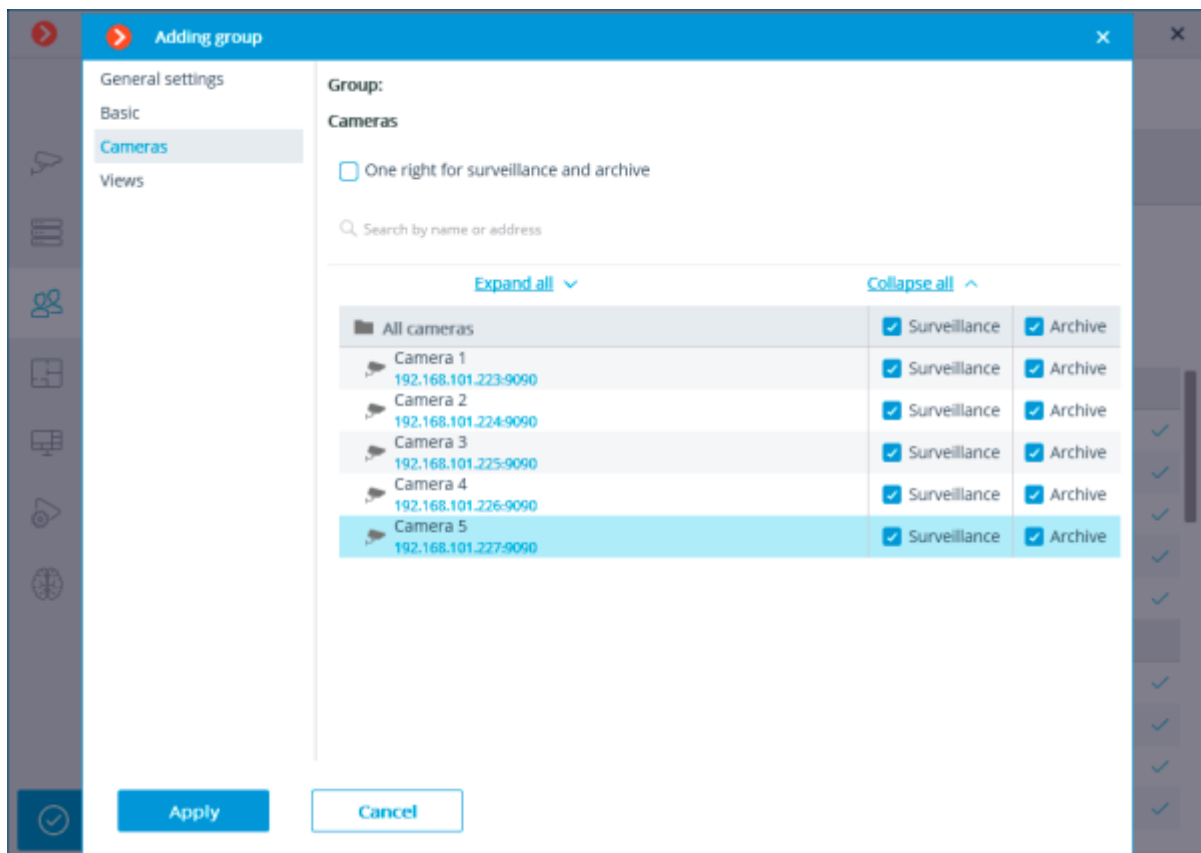 Adding group
General settings
Basic
Cameras
Views
Group:
Cameras
One right for surveillance and archive
Search by name or address
Expand all Collapse all
All cameras Surveillance Archive
Camera 1
192.168.101.223:9090 Surveillance Archive
Camera 2
192.168.101.224:9090 Surveillance Archive
Camera 3
192.168.101.225:9090 Surveillance Archive
Camera 4
192.168.101.226:9090 Surveillance Archive
Camera 5
192.168.101.227:9090 Surveillance Archive
Apply Cancel